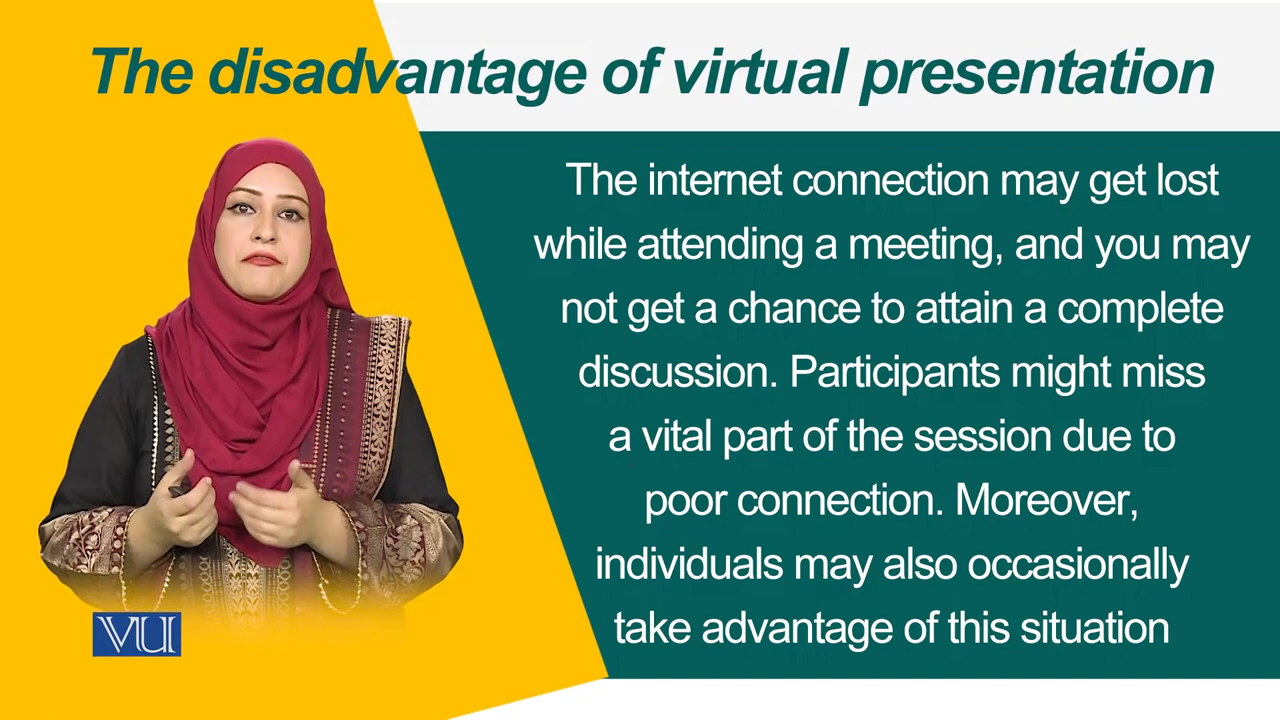 The disadvantage of virtual presentation
The internet connection may get lost
while attending a meeting, and you may
not get a chance to attain a complete
discussion. Participants might miss
a vital part of the session due to
poor connection. Moreover,
individuals may also occasionally
take advantage of this situation
VU